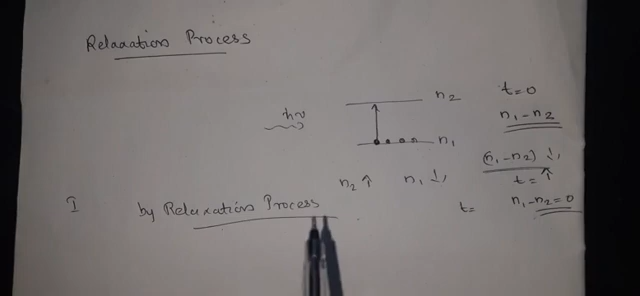 Relaxation Process
t=0
n2
hν
n1-n2
n1
(n1-n2) ↓
t= ↑
n2 ↑ n1 ↓
I by Relaxation Process t= n1-n2=0